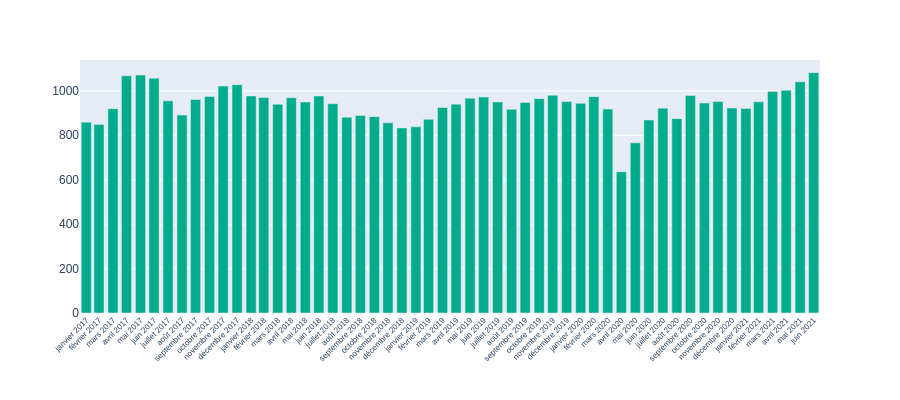 1000
800
600
400
200
0
janvier 2017
février 2017
mars 2017
avril 2017
mai 2017
juin 2017
juillet 2017
août 2017
septembre 2017
octobre 2017
novembre 2017
décembre 2017
janvier 2018
février 2018
mars 2018
avril 2018
mai 2018
juin 2018
juillet 2018
août 2018
septembre 2018
octobre 2018
novembre 2018
décembre 2018
janvier 2019
février 2019
mars 2019
avril 2019
mai 2019
juin 2019
juillet 2019
août 2019
septembre 2019
octobre 2019
novembre 2019
décembre 2019
janvier 2020
février 2020
mars 2020
avril 2020
mai 2020
juin 2020
juillet 2020
août 2020
septembre 2020
octobre 2020
novembre 2020
décembre 2020
janvier 2021
février 2021
mars 2021
avril 2021
mai 2021
juin 2021